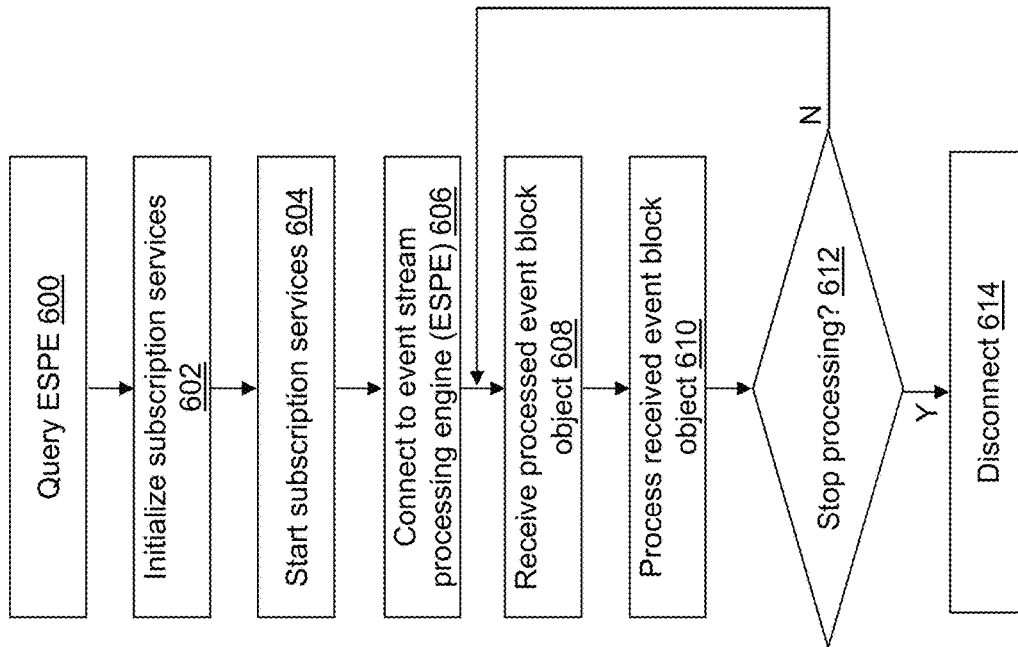 Query ESPE 600
Initialize subscription services
602
Start subscription services 604
Connect to event stream
processing engine (ESPE) 606
Receive processed event block
object 608
Process received event block
object 610
Stop processing? 612
N
Y
Disconnect 614